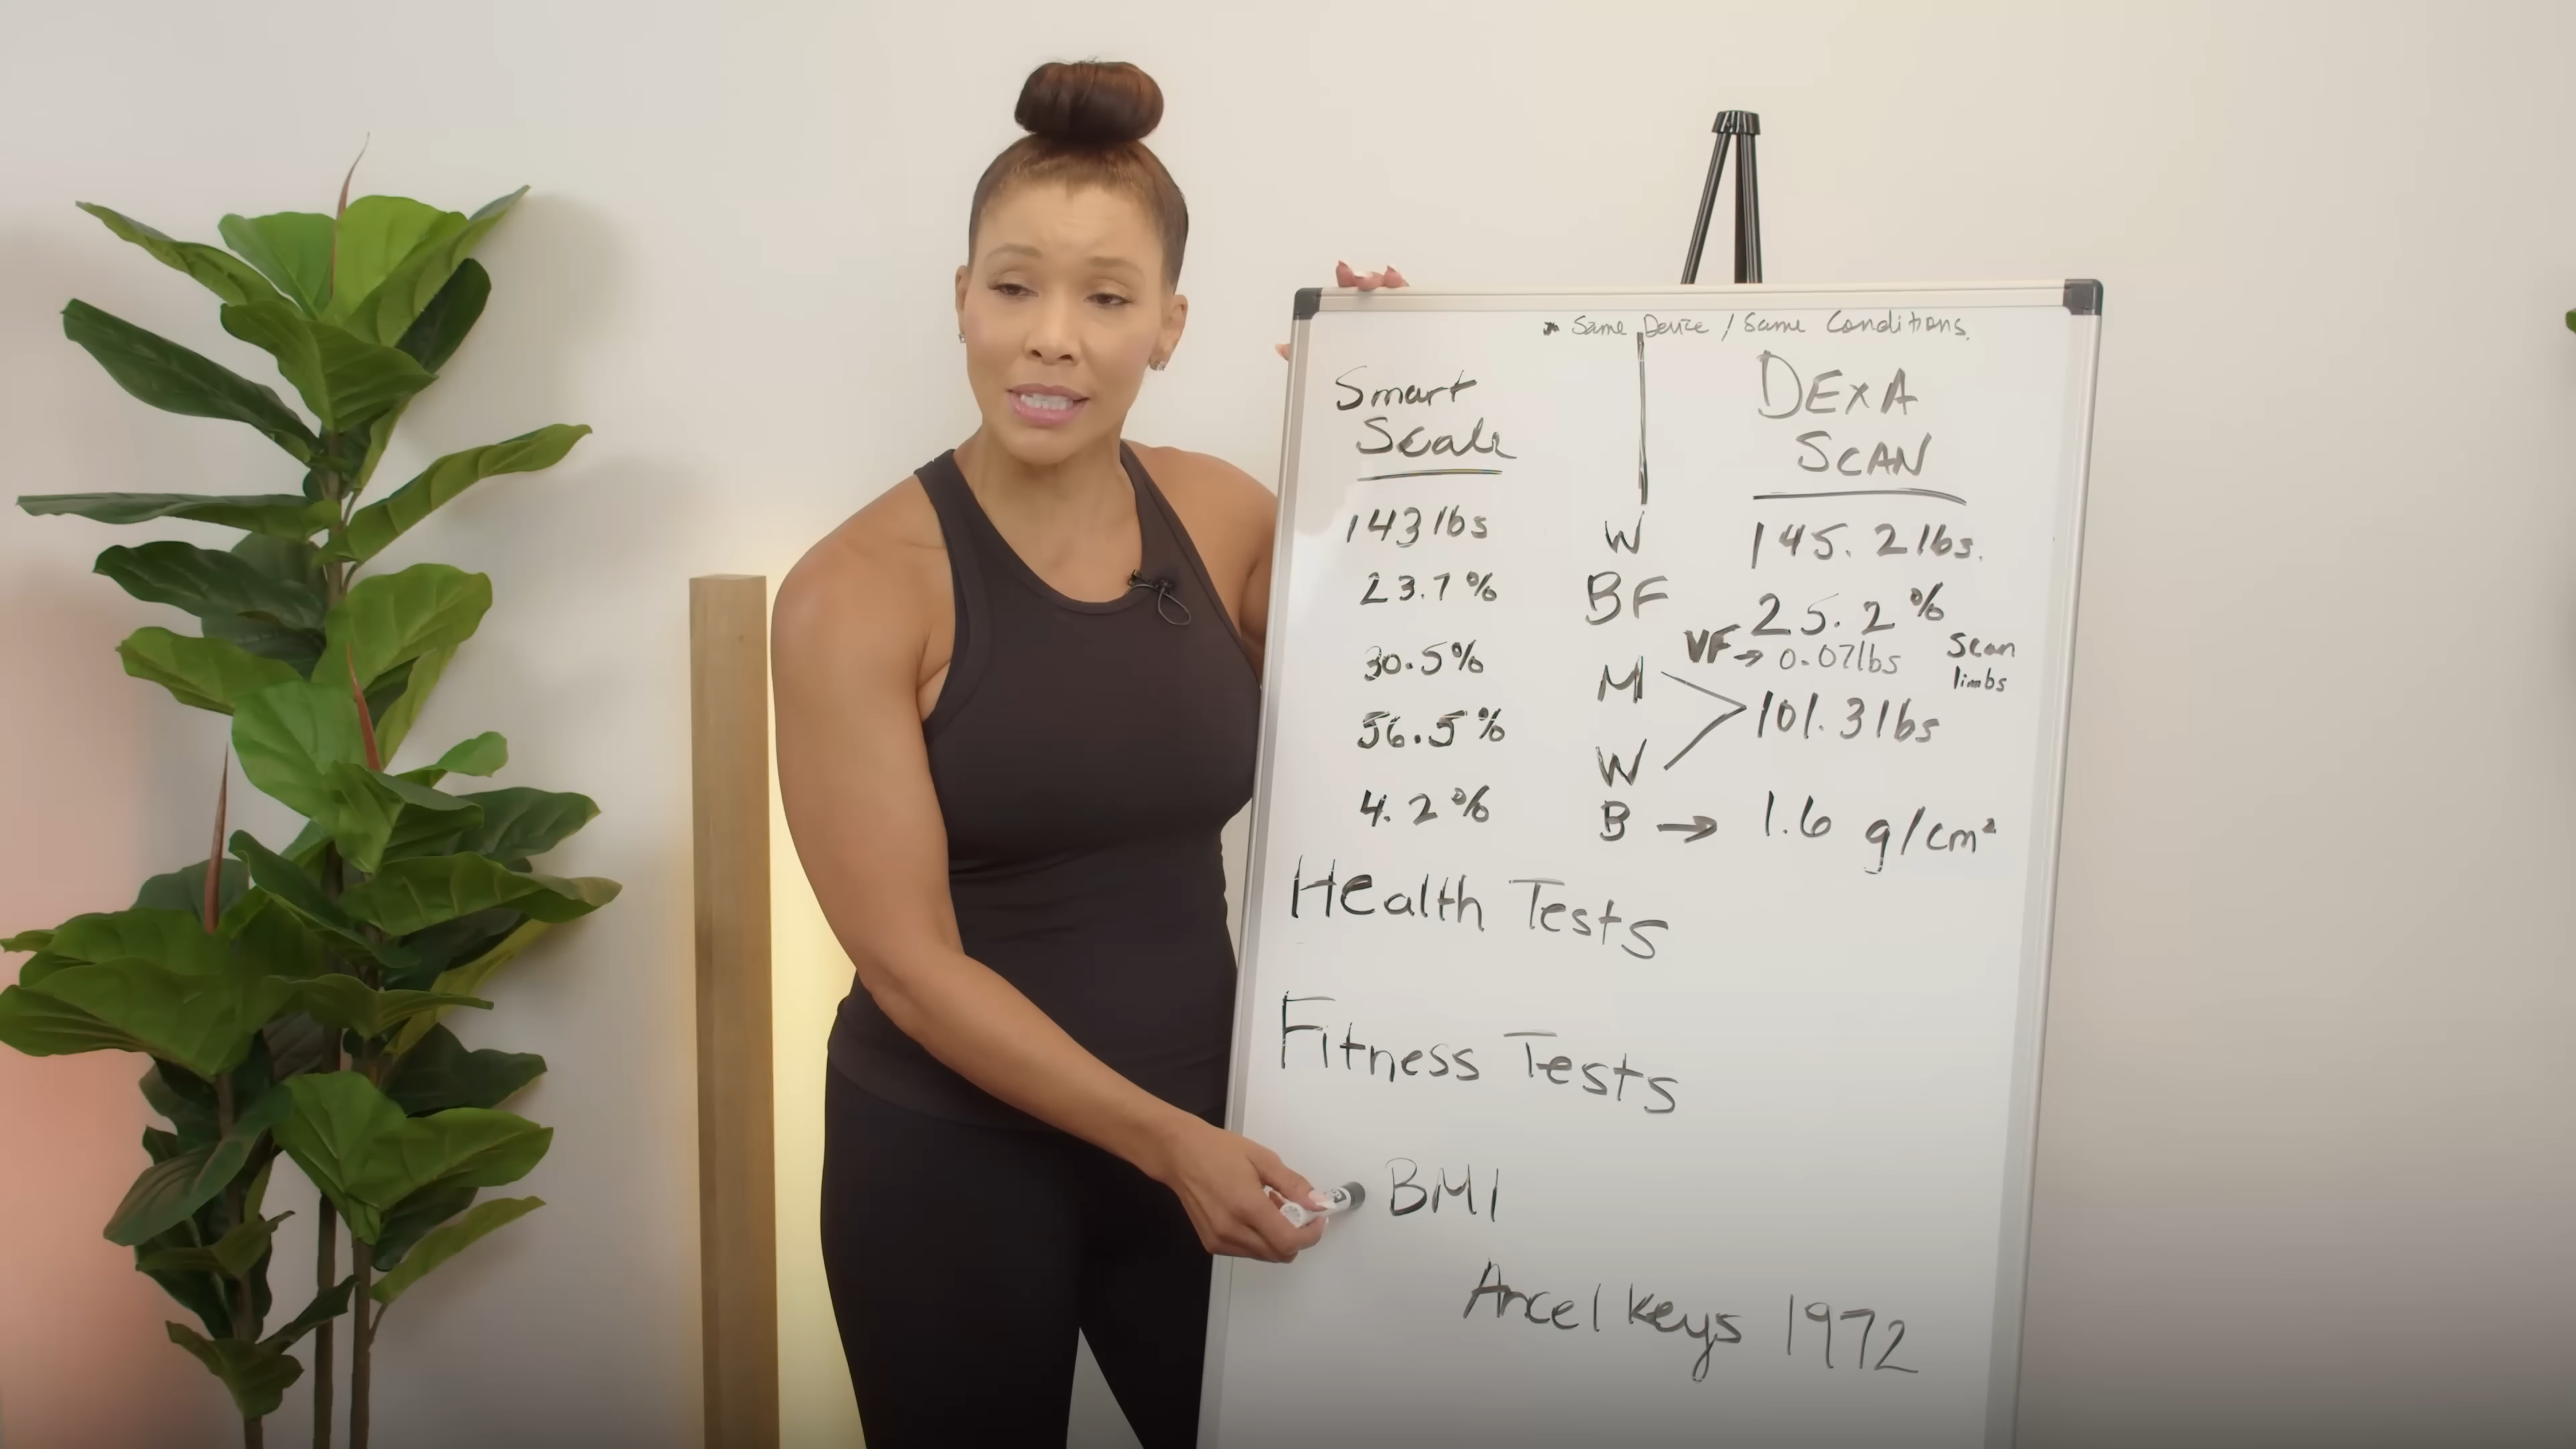 Same Device / Same Conditions.
Smart
Scale
DEXA
SCAN
143 lbs W 145.2 lbs.
23.7% BF 25.2%
VF → 0.07 lbs
Scan
limbs
30.5% M
101.3 lbs
56.5% W
4.2% B → 1.6 g/cm²
Health Tests
Fitness Tests
BMI
Ancel Keys 1972